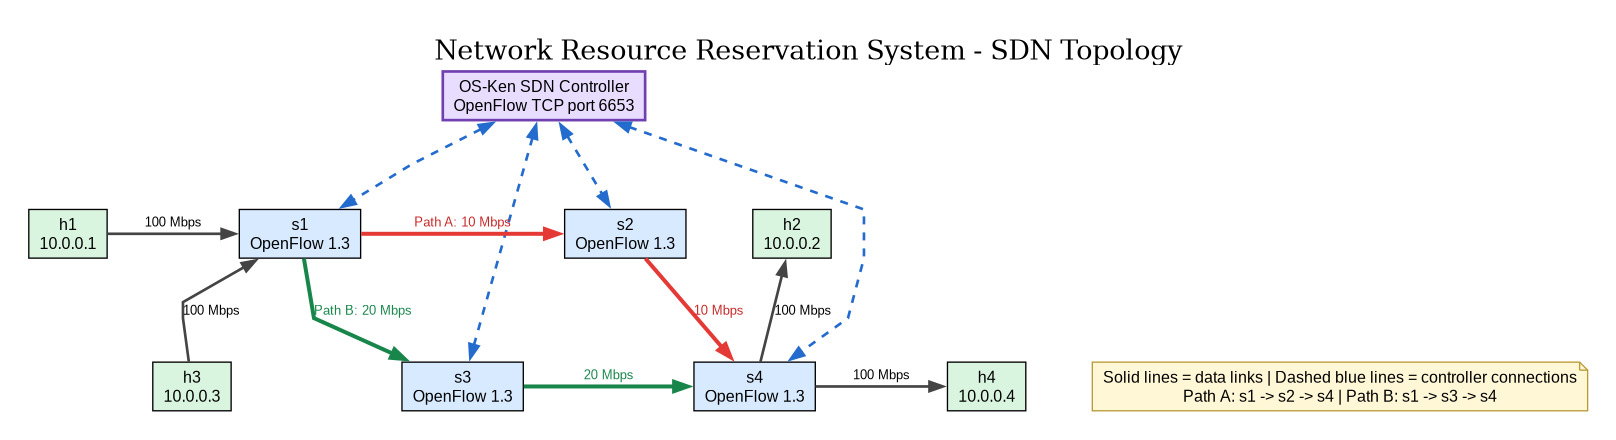 Network Resource Reservation System - SDN Topology
OS-Ken SDN Controller
OpenFlow TCP port 6653
h1
10.0.0.1
100 Mbps
s1
OpenFlow 1.3
Path A: 10 Mbps
s2
OpenFlow 1.3
h2
10.0.0.2
100 Mbps
Path B: 20 Mbps
10 Mbps
100 Mbps
h3
10.0.0.3
s3
OpenFlow 1.3
20 Mbps
s4
OpenFlow 1.3
100 Mbps
h4
10.0.0.4
Solid lines = data links | Dashed blue lines = controller connections
Path A: s1 -> s2 -> s4 | Path B: s1 -> s3 -> s4